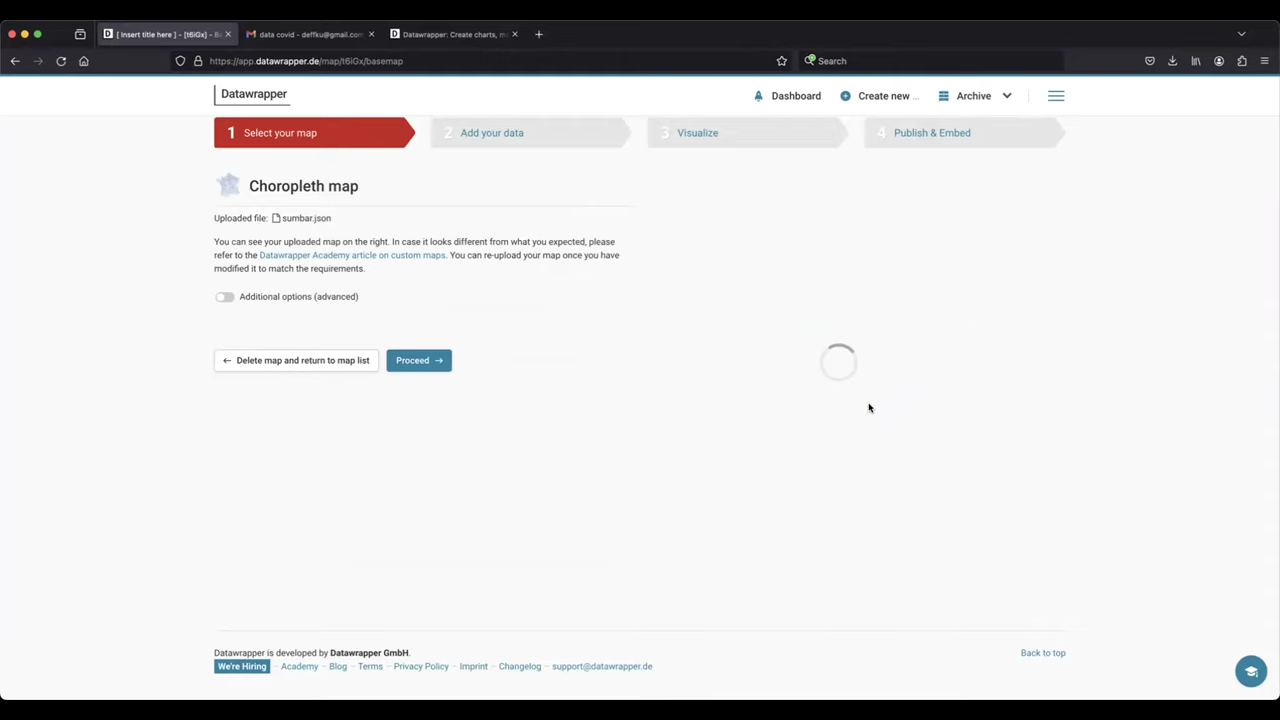 [ insert title here ] - [t6iGx] - Ba
data covid - deffku@gmail.com
Datawrapper: Create charts, m
https://app.datawrapper.de/map/t6iGx/basemap
Search
Datawrapper
Dashboard
Create new ...
Archive
1 Select your map
2 Add your data
3 Visualize
4 Publish & Embed
Choropleth map
Uploaded file: sumbar.json
You can see your uploaded map on the right. In case it looks different from what you expected, please
refer to the Datawrapper Academy article on custom maps. You can re-upload your map once you have
modified it to match the requirements.
Additional options (advanced)
← Delete map and return to map list
Proceed →
Datawrapper is developed by Datawrapper GmbH.
Back to top
We're Hiring – Academy – Blog – Terms – Privacy Policy – Imprint – Changelog – support@datawrapper.de